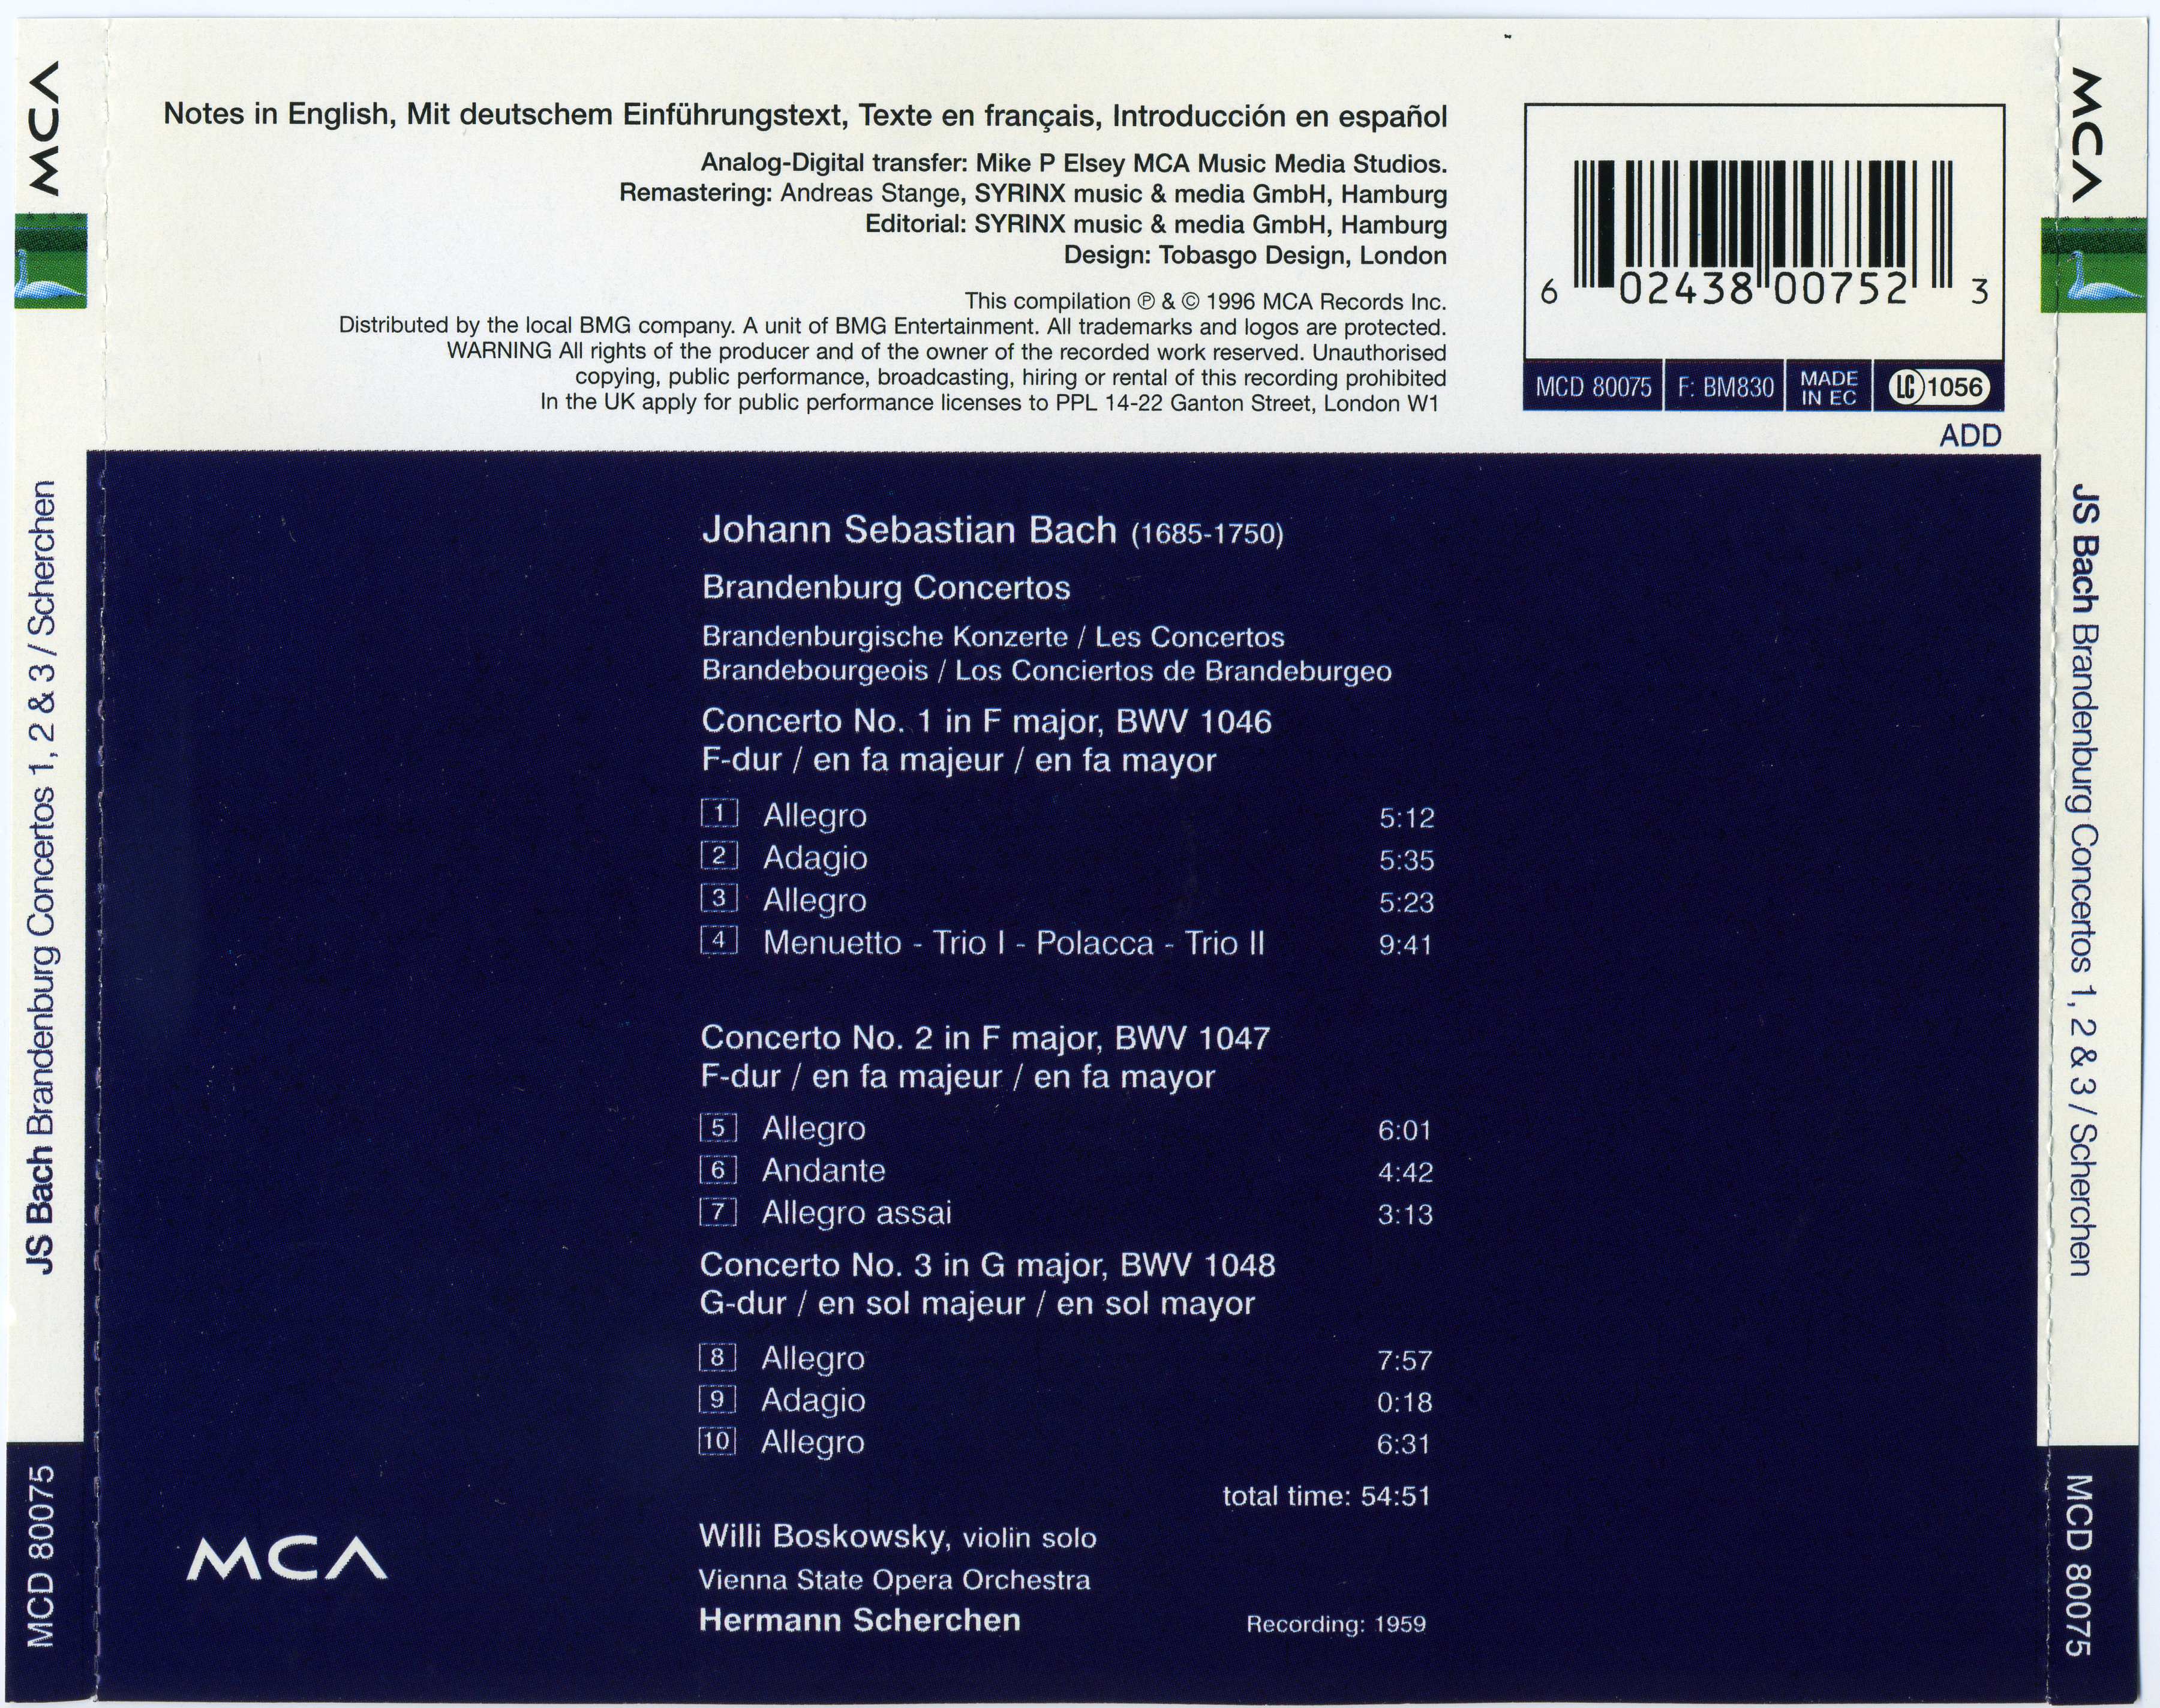 MCA
JS Bach Brandenburg Concertos 1, 2 & 3 / Scherchen
MCD 80075
Notes in English, Mit deutschem Einführungstext, Texte en français, Introducción en español
Analog-Digital transfer: Mike P Elsey MCA Music Media Studios.
Remastering: Andreas Stange, SYRINX music & media GmbH, Hamburg
Editorial: SYRINX music & media GmbH, Hamburg
Design: Tobasgo Design, London
This compilation ℗ & © 1996 MCA Records Inc.
Distributed by the local BMG company. A unit of BMG Entertainment. All trademarks and logos are protected.
WARNING All rights of the producer and of the owner of the recorded work reserved. Unauthorised
copying, public performance, broadcasting, hiring or rental of this recording prohibited
In the UK apply for public performance licenses to PPL 14-22 Ganton Street, London W1
6 02438 00752 3
MCD 80075 F: BM830 MADE IN EC LC 1056
ADD
Johann Sebastian Bach (1685-1750)
Brandenburg Concertos
Brandenburgische Konzerte / Les Concertos
Brandebourgeois / Los Conciertos de Brandeburgeo
Concerto No. 1 in F major, BWV 1046
F-dur / en fa majeur / en fa mayor
1 Allegro 5:12
2 Adagio 5:35
3 Allegro 5:23
4 Menuetto - Trio I - Polacca - Trio II 9:41
Concerto No. 2 in F major, BWV 1047
F-dur / en fa majeur / en fa mayor
5 Allegro 6:01
6 Andante 4:42
7 Allegro assai 3:13
Concerto No. 3 in G major, BWV 1048
G-dur / en sol majeur / en sol mayor
8 Allegro 7:57
9 Adagio 0:18
10 Allegro 6:31
total time: 54:51
Willi Boskowsky, violin solo
Vienna State Opera Orchestra
Hermann Scherchen Recording: 1959
MCA
MCA
JS Bach Brandenburg Concertos 1, 2 & 3 / Scherchen
MCD 80075